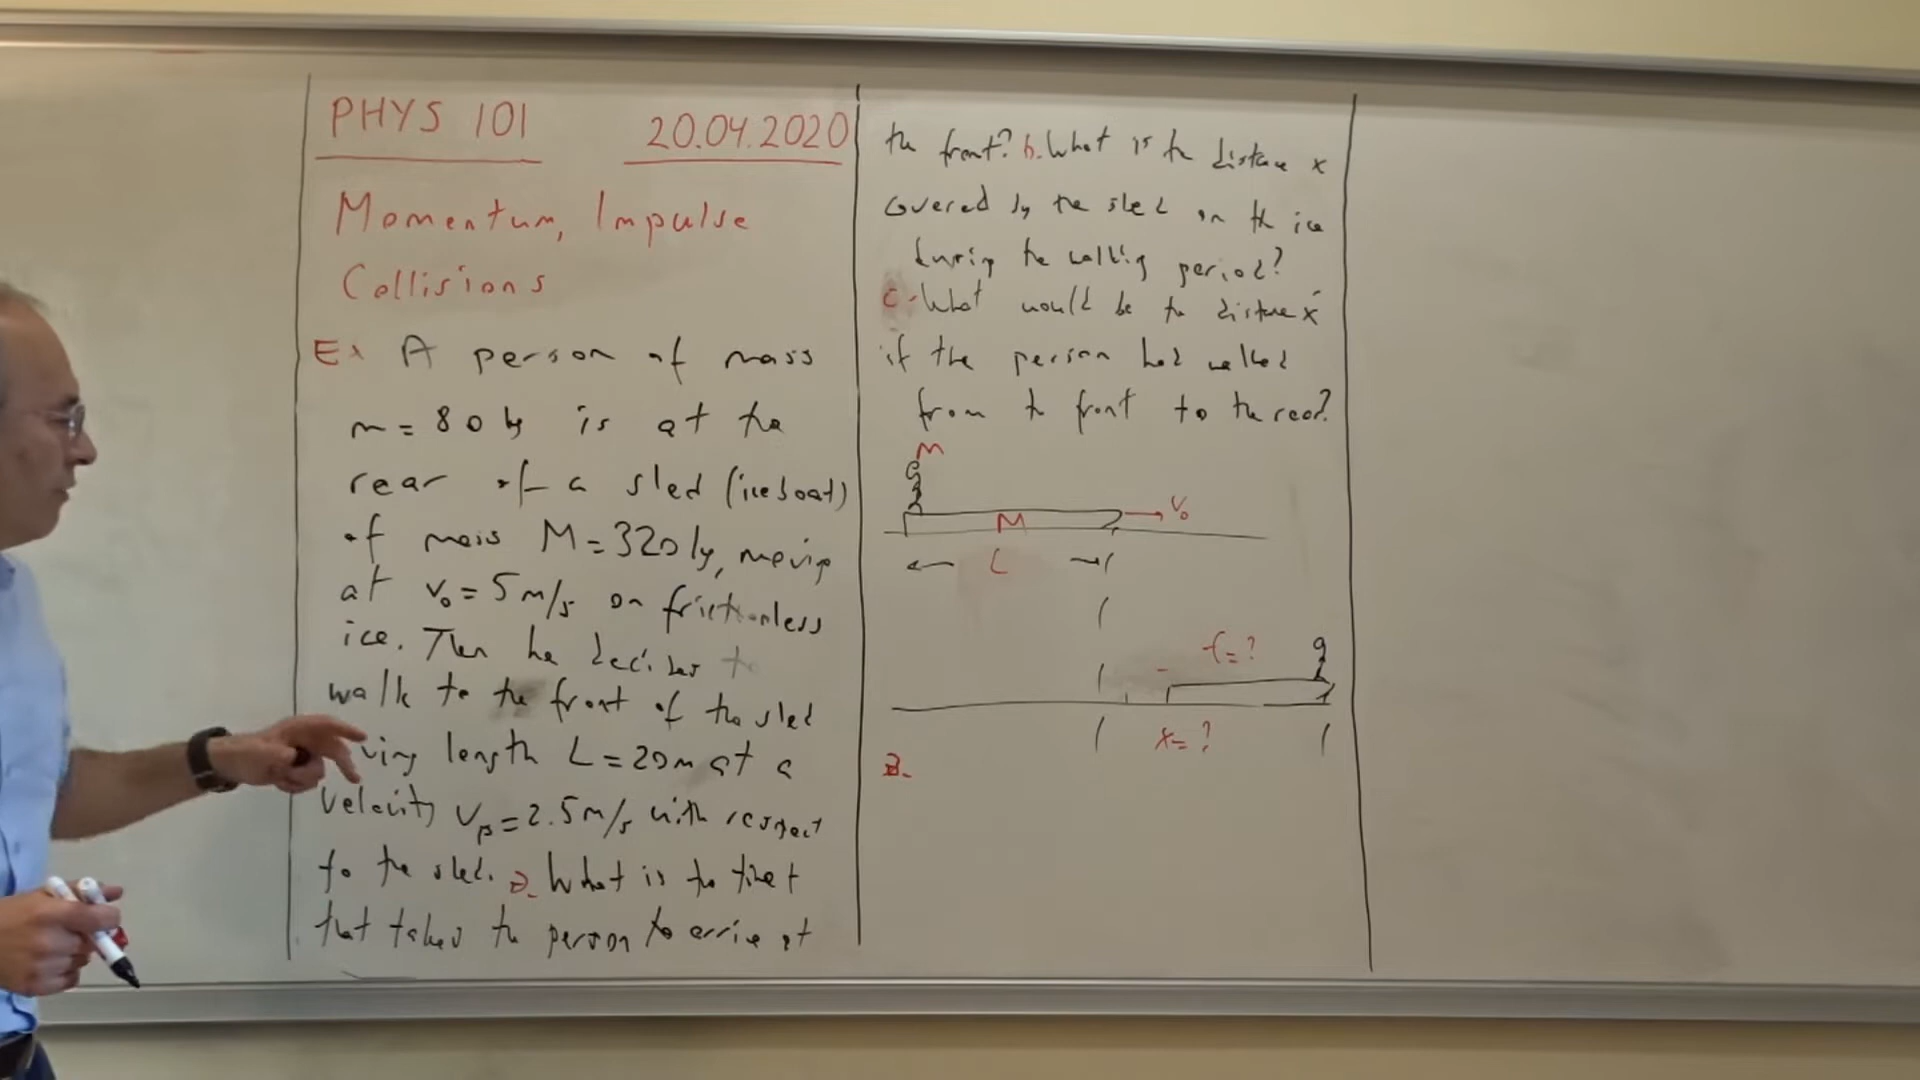 PHYS 101 20.04.2020
Momentum, Impulse
Collisions
Ex A person of mass
m = 80 kg is at the
rear of a sled (iceboat)
of mass M = 320 kg, moving
at v₀ = 5 m/s on frictionless
ice. Then he decides to
walk to the front of the sled
length L = 20m at a
velocity vₚ = 2.5 m/s with respect
to the sled. a. What is the time t
that takes the person to arrive at
the front? b. What is the distance x
covered by the sled on the ice
during the walking period?
c. What would be the distance x
if the person had walked
from the front to the rear?
m
M v₀
L
t = ?
x = ?
a.